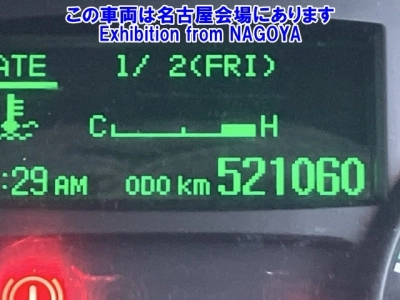 この車両は名古屋会場にあります
Exhibition from NAGOYA
ATE 1/ 2(FRI)
C H
:29 AM ODO km 521060